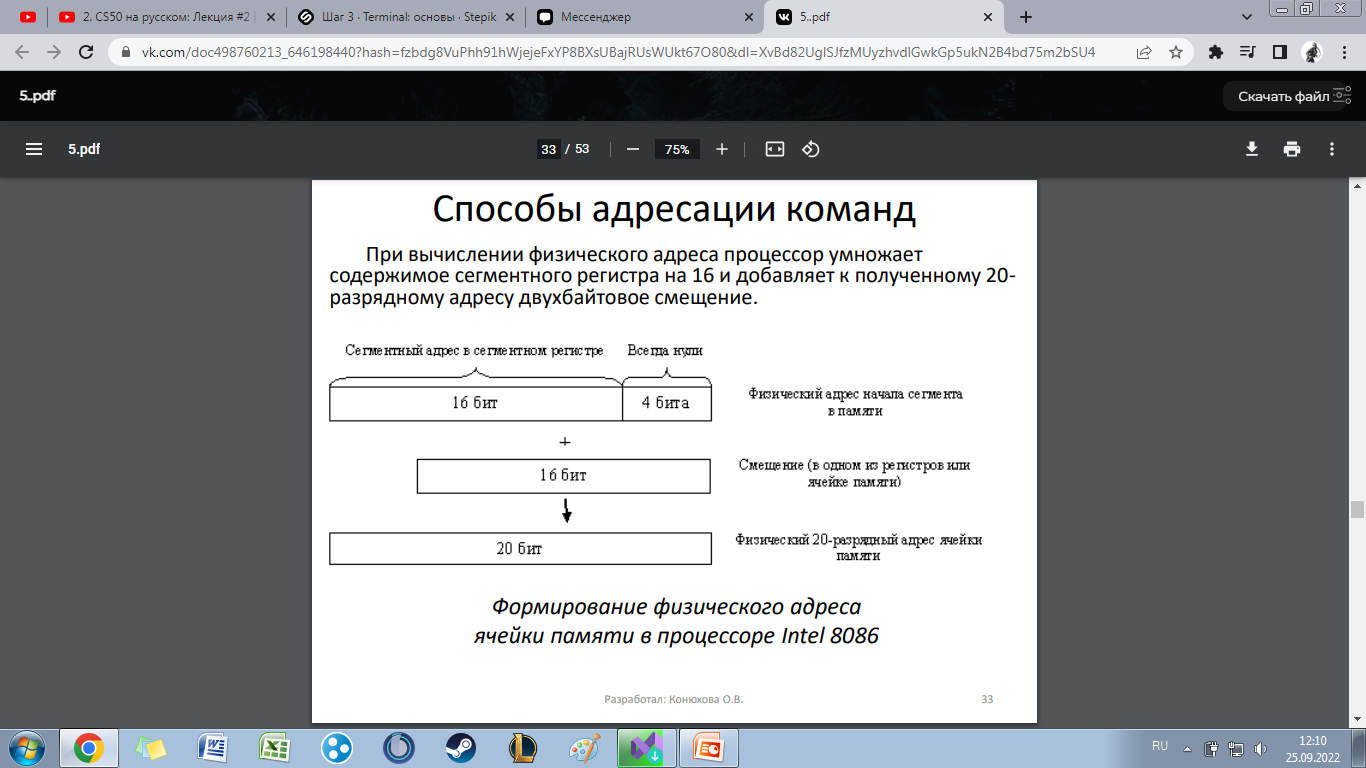 2. CS50 на русском: Лекция #2
Шаг 3 · Terminal: основы · Stepik
Мессенджер
5..pdf
vk.com/doc498760213_646198440?hash=fzbdg8VuPhh91hWjejeFxYP8BXsUBajRUsWUkt67O80&dl=XvBd82UglSJfzMUyzhvdlGwkGp5ukN2B4bd75m2bSU4
5..pdf
Скачать файл
5.pdf
33 / 53
75%
Способы адресации команд
При вычислении физического адреса процессор умножает
содержимое сегментного регистра на 16 и добавляет к полученному 20-
разрядному адресу двухбайтовое смещение.
Сегментный адрес в сегментном регистре
Всегда нули
16 бит
4 бита
Физический адрес начала сегмента
в памяти
+
16 бит
Смещение (в одном из регистров или
ячейке памяти)
20 бит
Физический 20-разрядный адрес ячейки
памяти
Формирование физического адреса
ячейки памяти в процессоре Intel 8086
Разработал: Конюхова О.В.
33
RU
12:10
25.09.2022